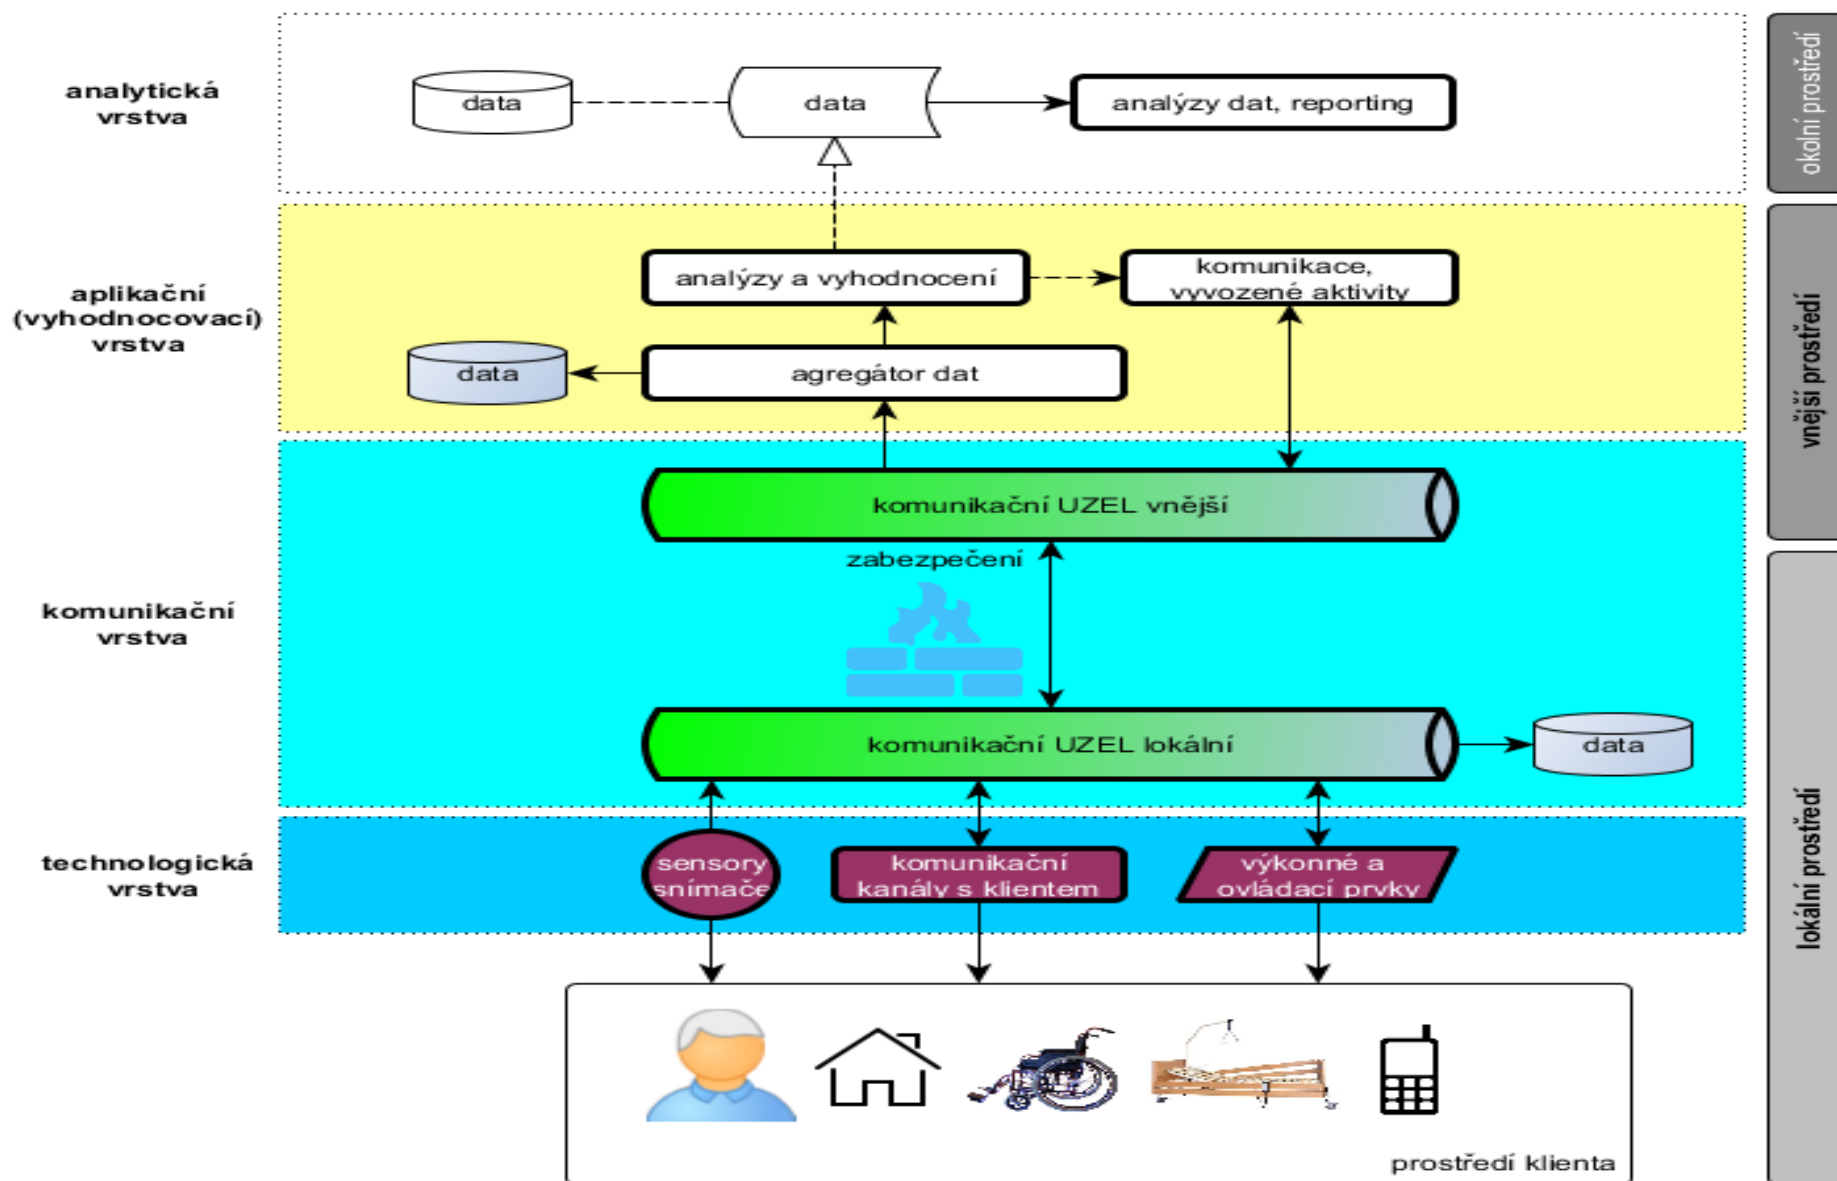 analytická
vrstva
data
data
analýzy dat, reporting
okolní prostředí
aplikační
(vyhodnocovací)
vrstva
analýzy a vyhodnocení
komunikace,
vyvozené aktivity
data
agregátor dat
vnější prostředí
komunikační
vrstva
komunikační UZEL vnější
zabezpečení
komunikační UZEL lokální
data
lokální prostředí
technologická
vrstva
sensory
snímače
komunikační
kanály s klientem
výkonné a
ovládací prvky
prostředí klienta